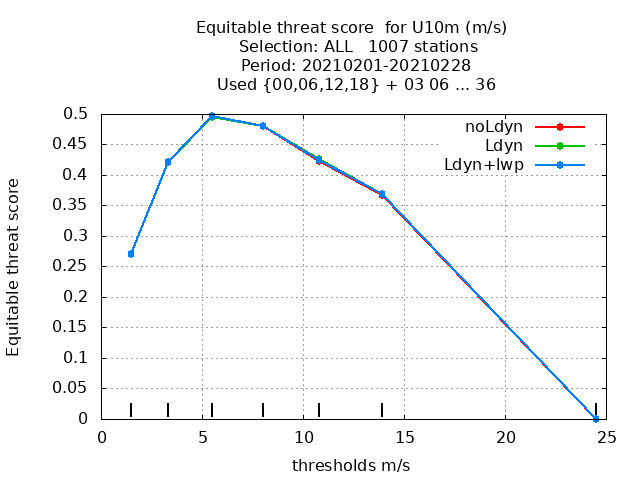 Equitable threat score  for U10m (m/s)
Selection: ALL   1007 stations
Period: 20210201-20210228
Used {00,06,12,18} + 03 06 ... 36
noLdyn
Ldyn
Ldyn+lwp
Equitable threat score
0.5
0.45
0.4
0.35
0.3
0.25
0.2
0.15
0.1
0.05
0
0 5 10 15 20 25
thresholds m/s